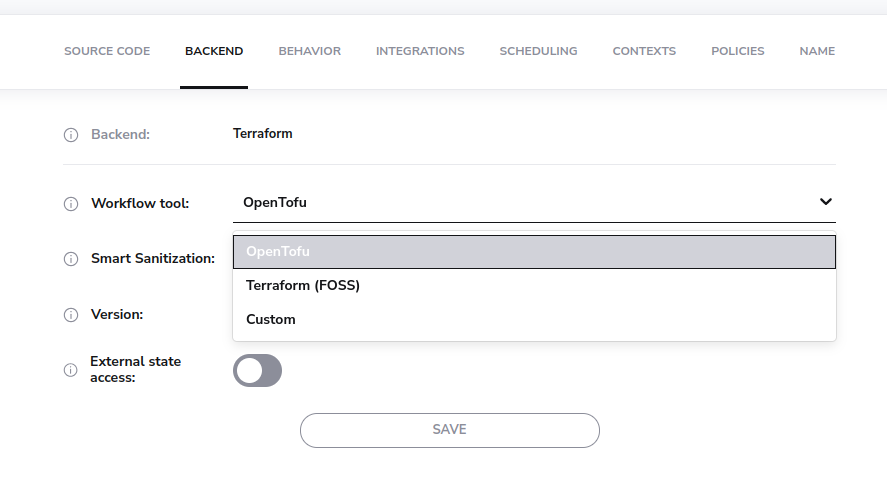 SOURCE CODE BACKEND BEHAVIOR INTEGRATIONS SCHEDULING CONTEXTS POLICIES NAME
Backend: Terraform
Workflow tool: OpenTofu
OpenTofu
Smart Sanitization:
Terraform (FOSS)
Version:
Custom
External state
access:
SAVE